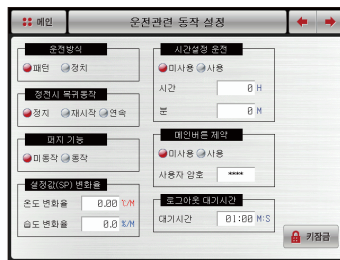 메인
운전관련 동작 설정
운전방식
패턴 정치
정전시 복귀동작
정지 재시작 연속
퍼지 기능
미동작 동작
설정값(SP) 변화율
온도 변화율 0.00 ℃/M
습도 변화율 0.0 %/M
시간설정 운전
미사용 사용
시간 0 H
분 0 M
메인버튼 제약
미사용 사용
사용자 암호 ****
로그아웃 대기시간
대기시간 01:00 M:S
키잠금